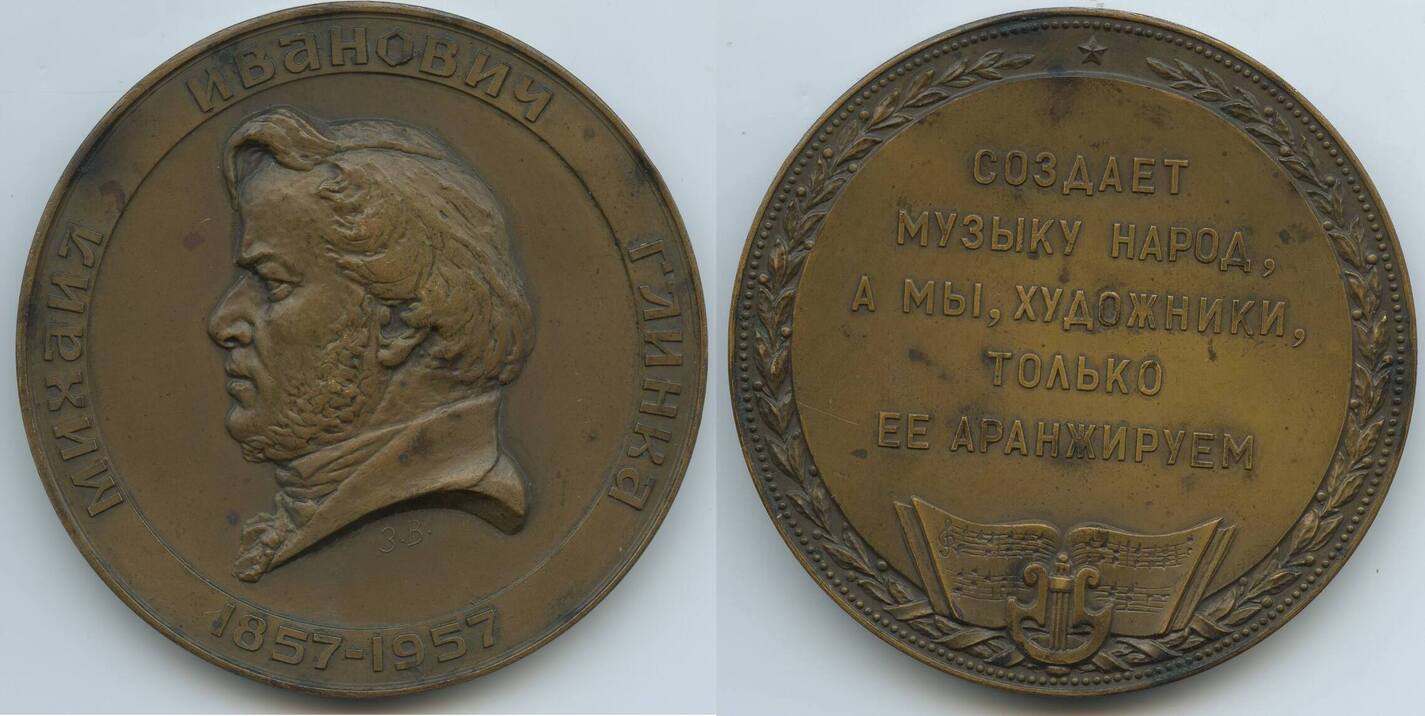 Михаил Иванович Глинка
1857-1957
З.В.
СОЗДАЕТ
МУЗЫКУ НАРОД,
А МЫ, ХУДОЖНИКИ,
ТОЛЬКО
ЕЕ АРАНЖИРУЕМ